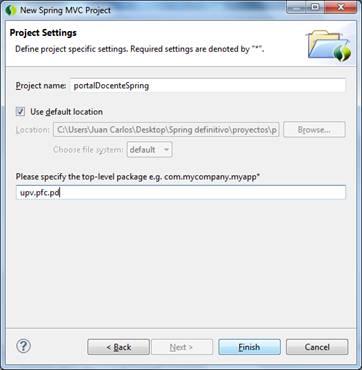 New Spring MVC Project
Project Settings
Define project specific settings. Required settings are denoted by "*".
Project name: portalDocenteSpring
Use default location
Location: C:\Users\Juan Carlos\Desktop\Spring definitivo\proyectos\p Browse...
Choose file system: default
Please specify the top-level package e.g. com.mycompany.myapp*
upv.pfc.pd
? < Back Next > Finish Cancel